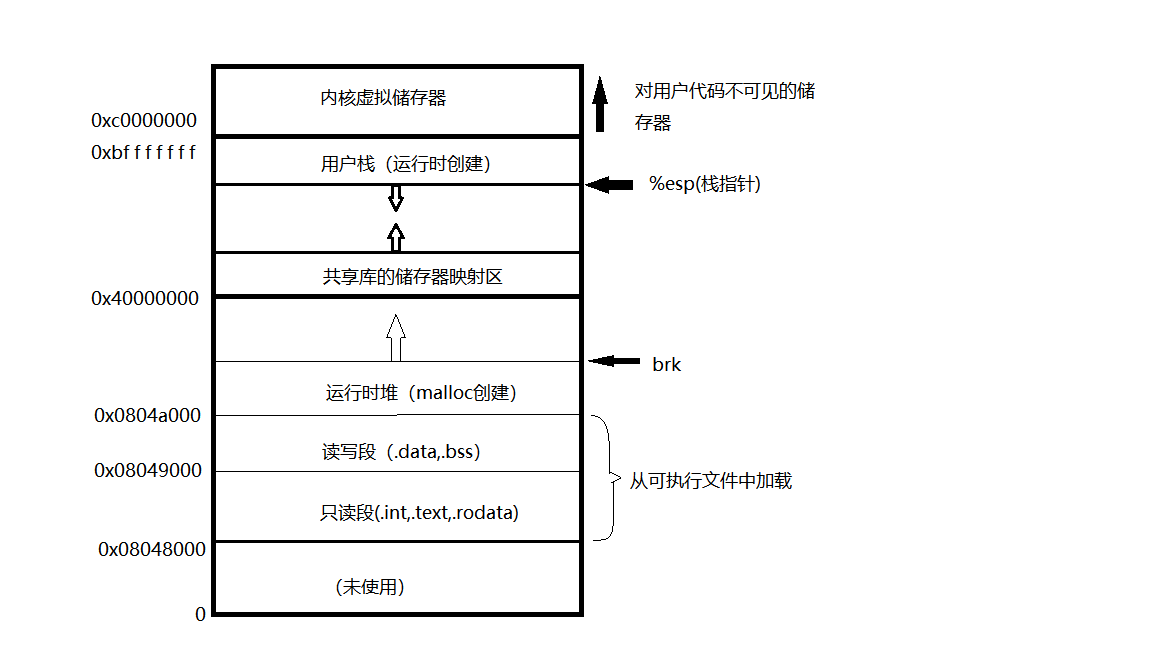 内核虚拟储存器
对用户代码不可见的储
存器
0xc0000000
0xbfffffff
用户栈（运行时创建）
%esp(栈指针)
共享库的储存器映射区
0x40000000
brk
运行时堆（malloc创建）
0x0804a000
读写段（.data,.bss）
0x08049000
从可执行文件中加载
只读段(.int,.text,.rodata)
0x08048000
（未使用）
0